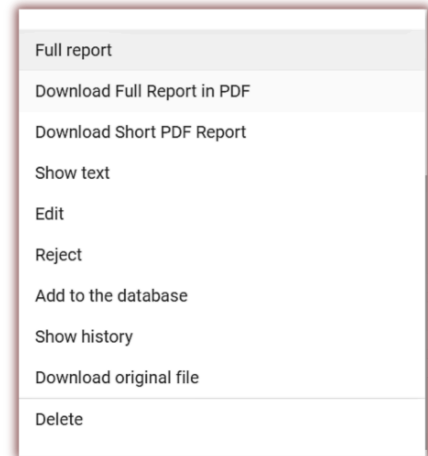 Full report
Download Full Report in PDF
Download Short PDF Report
Show text
Edit
Reject
Add to the database
Show history
Download original file
Delete